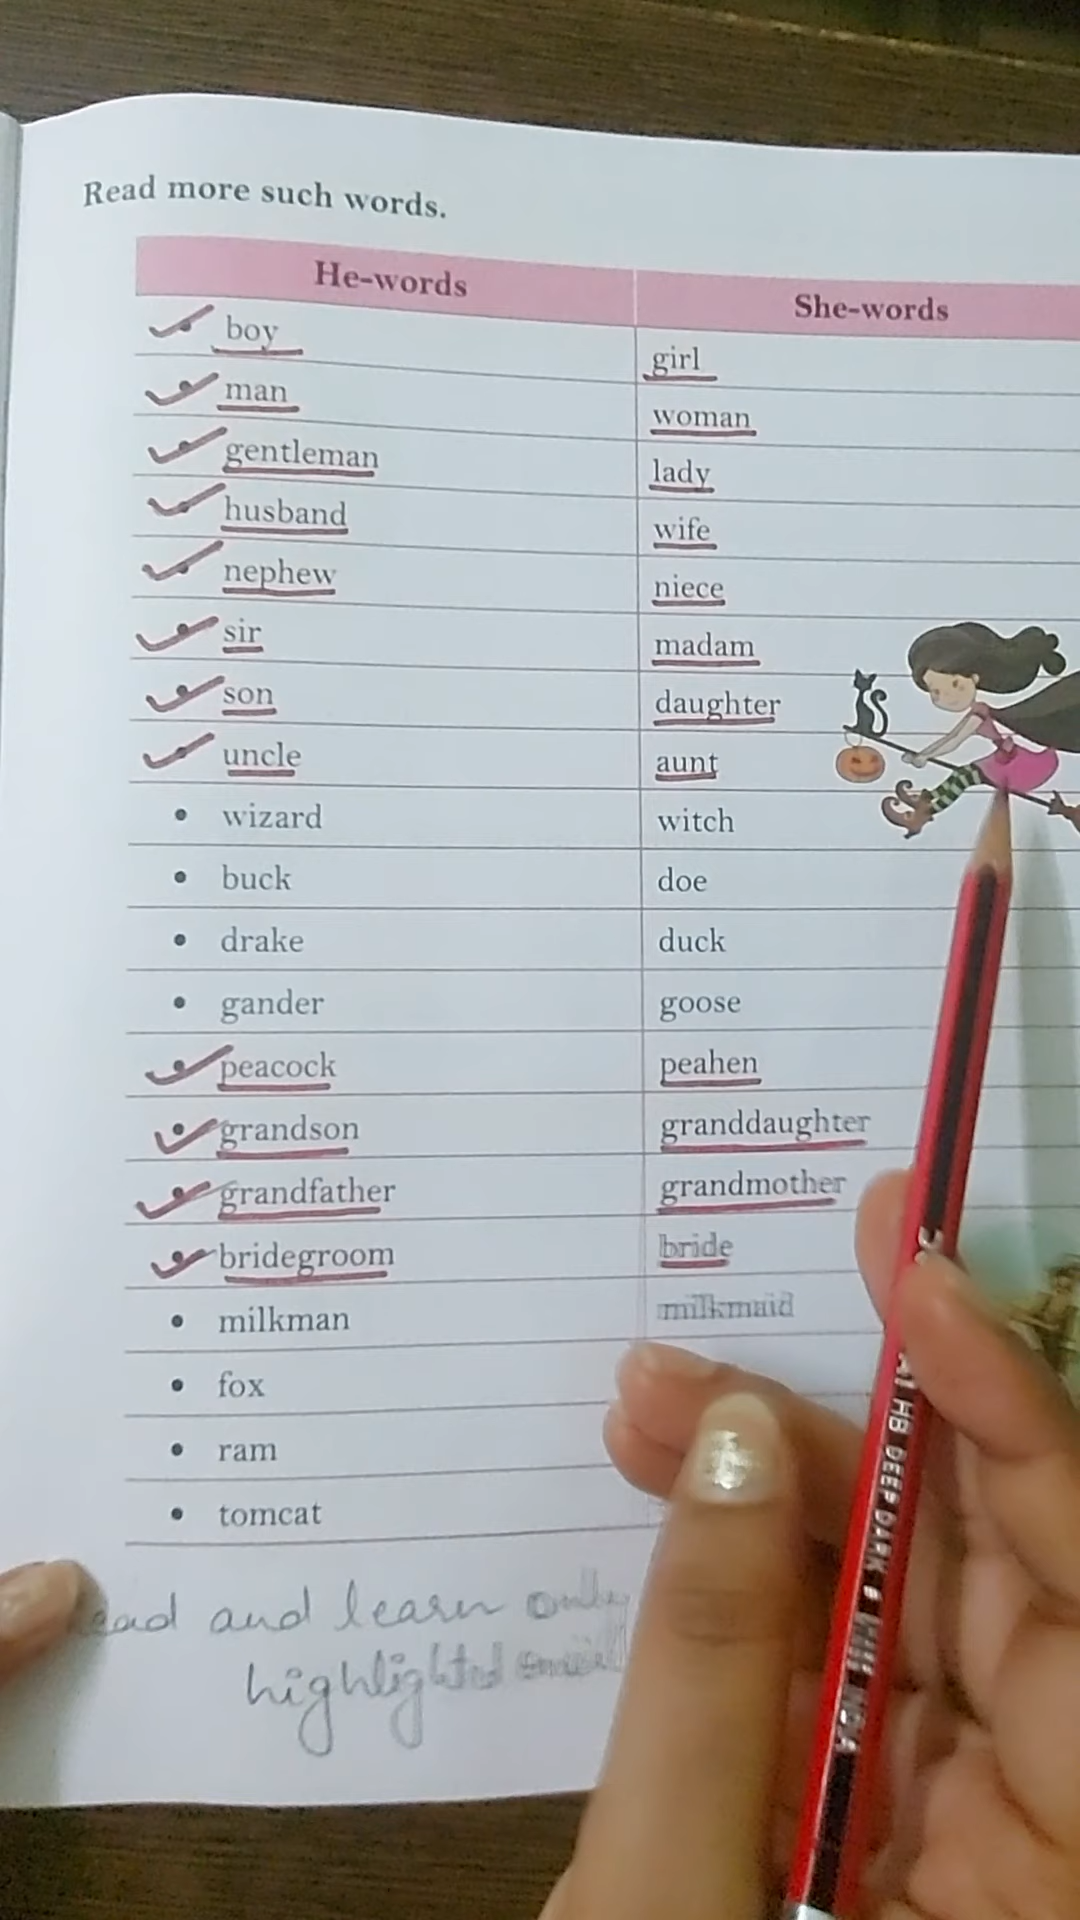 Read more such words.
He-words She-words
boy girl
man woman
gentleman lady
husband wife
nephew niece
sir madam
son daughter
uncle aunt
wizard witch
buck doe
drake duck
gander goose
peacock peahen
grandson granddaughter
grandfather grandmother
bridegroom bride
milkman milkmaid
fox
ram
tomcat
ead and learn only
highlighted
HB DEEP DARK